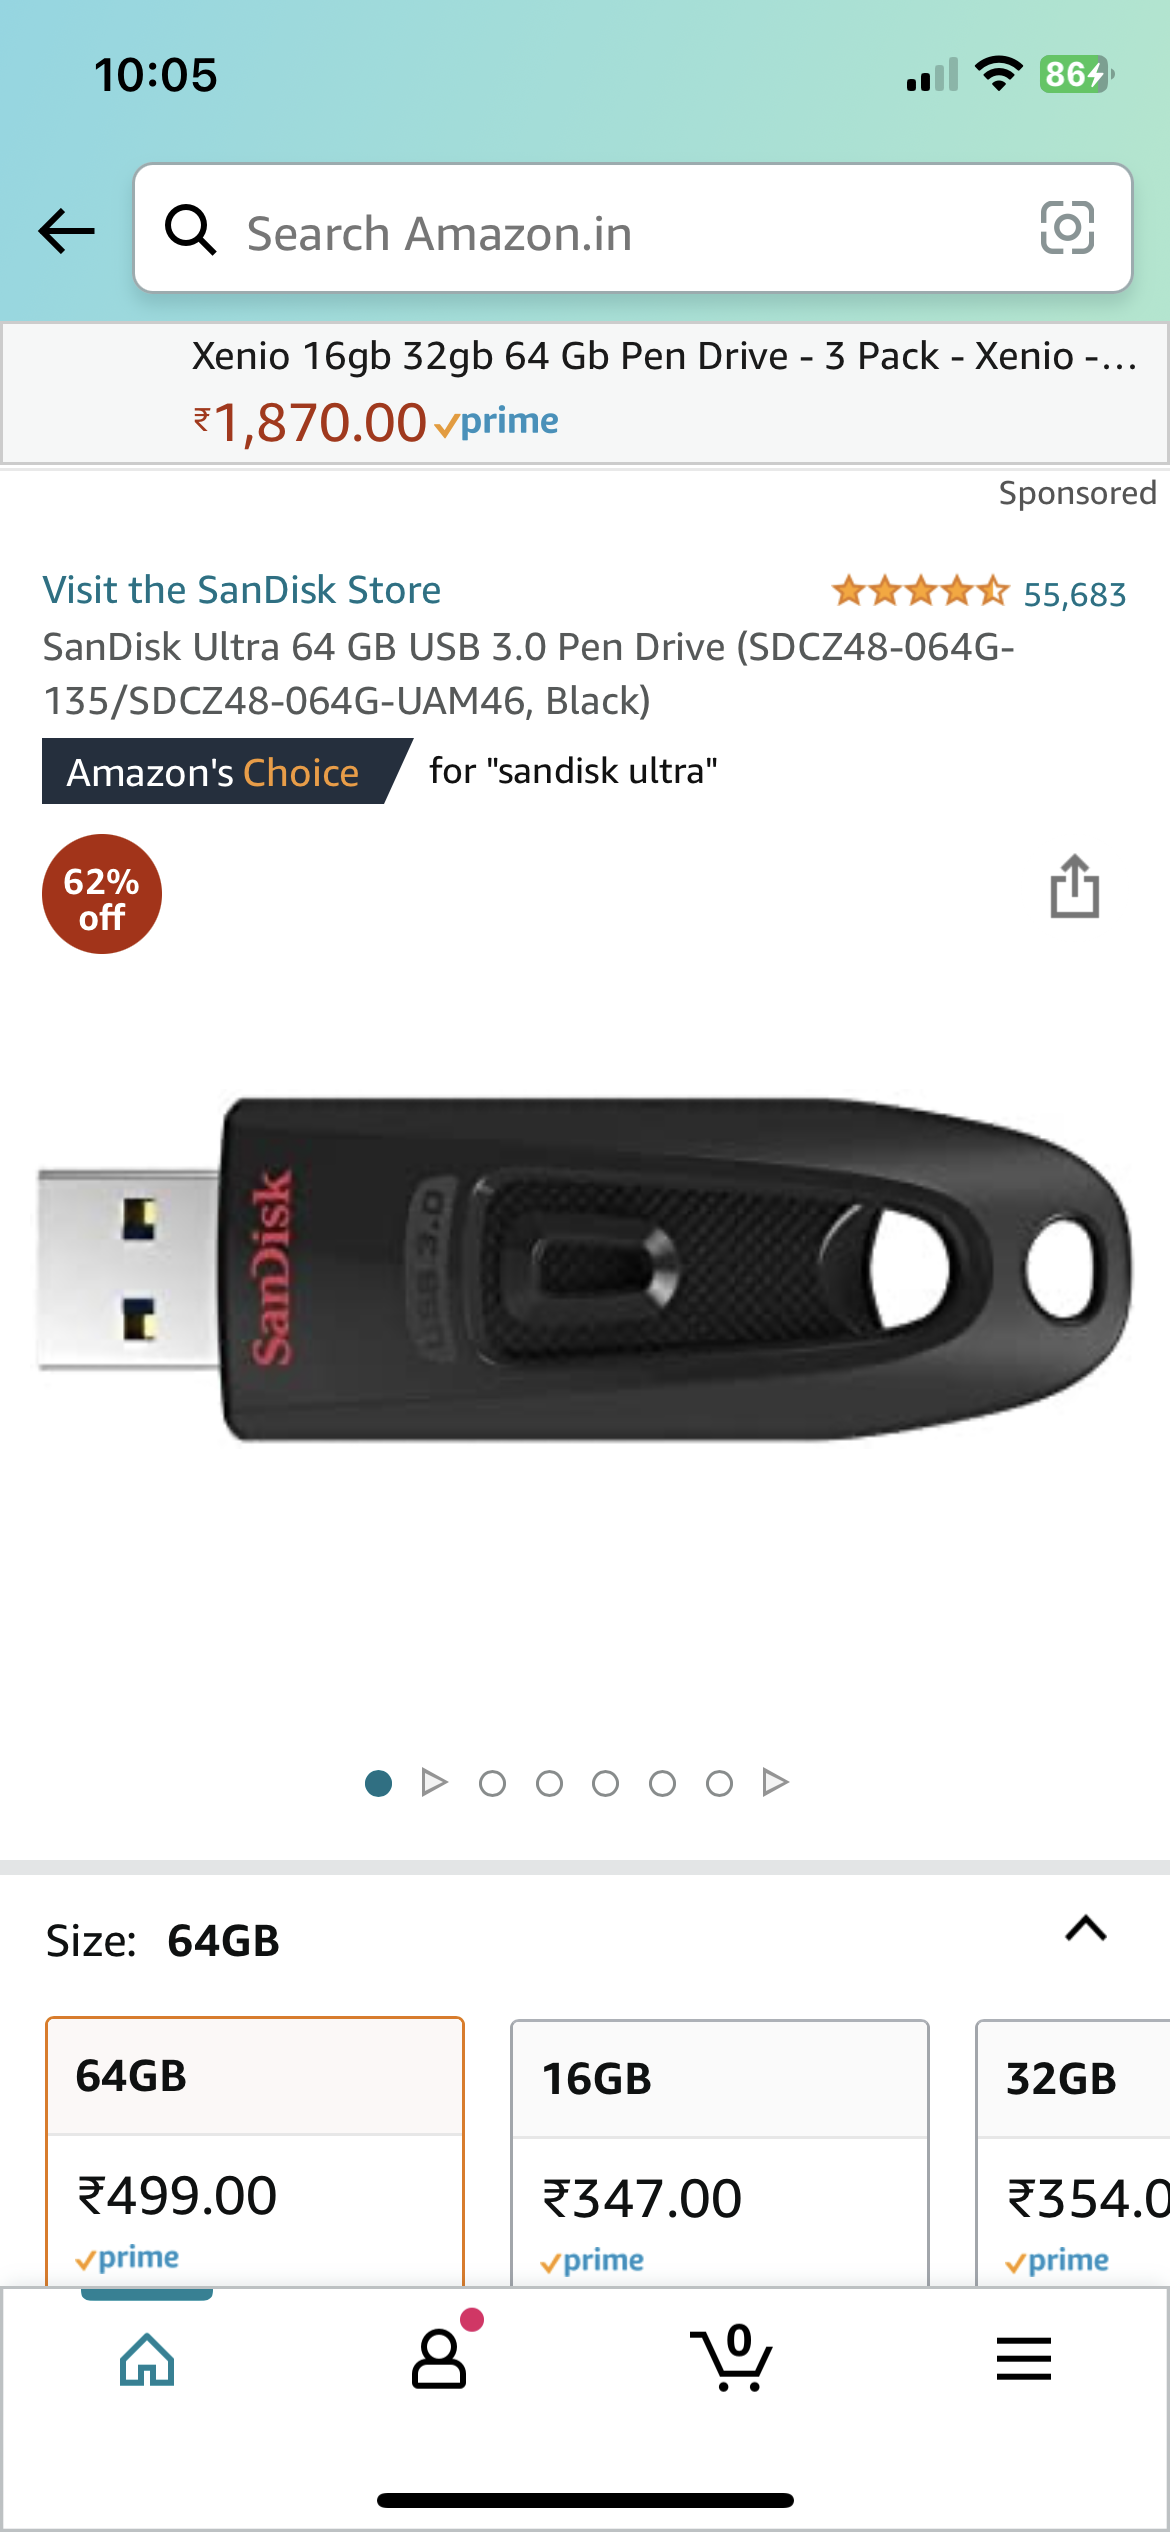 10:05
86
Search Amazon.in
Xenio 16gb 32gb 64 Gb Pen Drive - 3 Pack - Xenio -...
₹1,870.00 prime
Sponsored
Visit the SanDisk Store 55,683
SanDisk Ultra 64 GB USB 3.0 Pen Drive (SDCZ48-064G-
135/SDCZ48-064G-UAM46, Black)
Amazon's Choice for "sandisk ultra"
62%
off
SanDisk
USB 3.0
Size: 64GB
64GB 16GB 32GB
₹499.00 ₹347.00 ₹354.0
prime prime prime
0